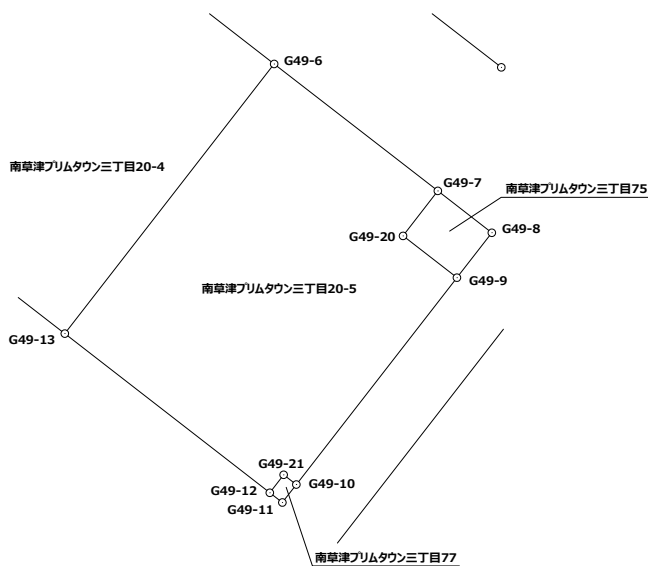 G49-6
南草津プリムタウン三丁目20-4
G49-7
南草津プリムタウン三丁目75
G49-8
G49-20
G49-9
南草津プリムタウン三丁目20-5
G49-13
G49-21
G49-10
G49-12
G49-11
南草津プリムタウン三丁目77